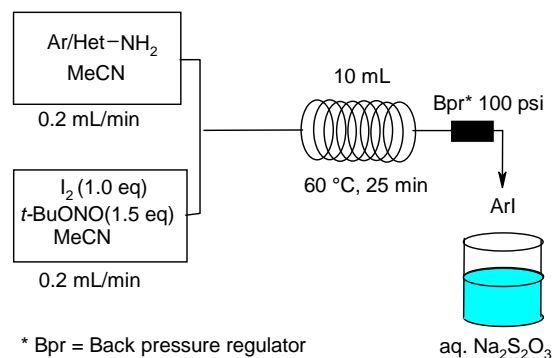 Ar/Het–NH₂
MeCN
0.2 mL/min
I₂ (1.0 eq)
t-BuONO(1.5 eq)
MeCN
0.2 mL/min
10 mL
60 °C, 25 min
Bpr* 100 psi
ArI
aq. Na₂S₂O₃
* Bpr = Back pressure regulator